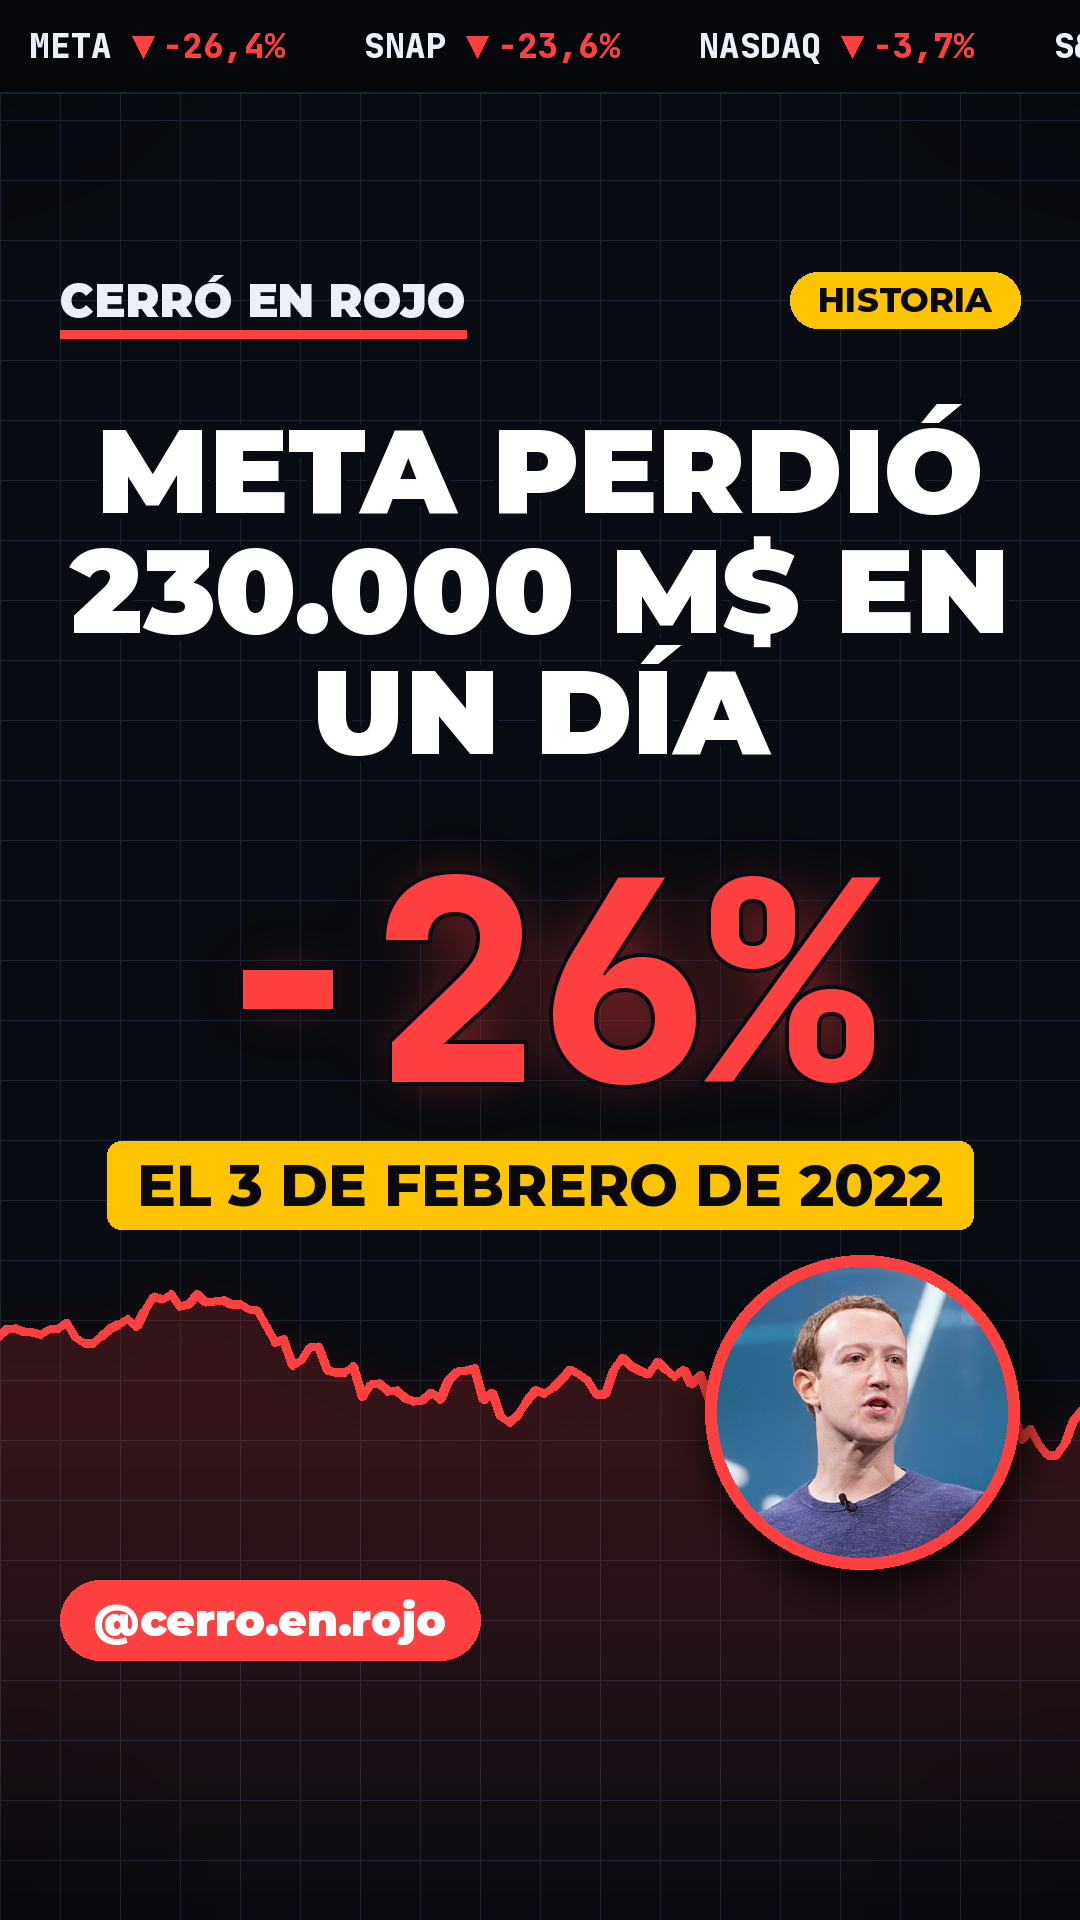 META ▼ -26,4% SNAP ▼ -23,6% NASDAQ ▼ -3,7%
CERRÓ EN ROJO
HISTORIA
META PERDIÓ
230.000 M$ EN
UN DÍA
-26%
EL 3 DE FEBRERO DE 2022
@cerro.en.rojo